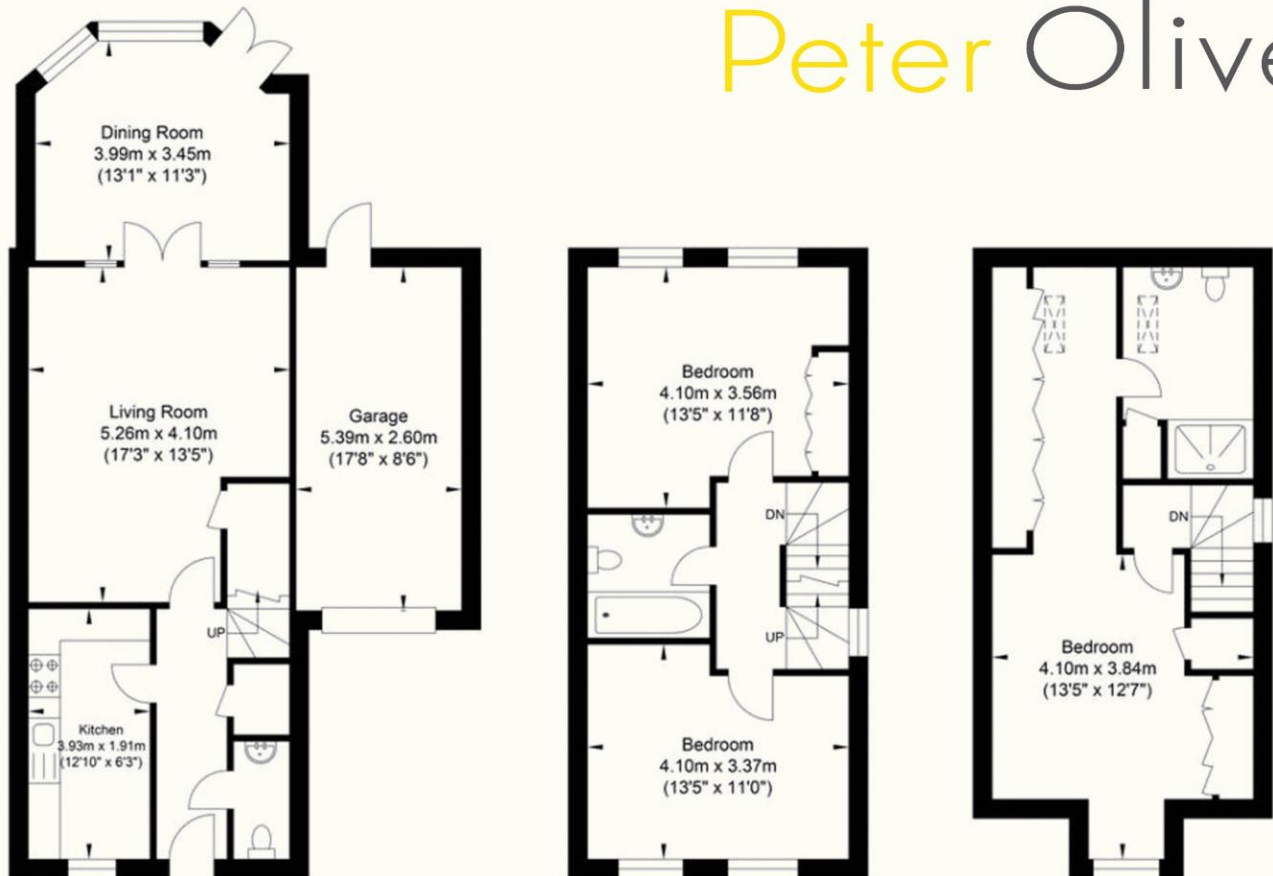 Peter Olive
Dining Room
3.99m x 3.45m
(13'1" x 11'3")
Living Room
5.26m x 4.10m
(17'3" x 13'5")
Garage
5.39m x 2.60m
(17'8" x 8'6")
UP
Kitchen
3.93m x 1.91m
(12'10" x 6'3")
Bedroom
4.10m x 3.56m
(13'5" x 11'8")
DN
UP
Bedroom
4.10m x 3.37m
(13'5" x 11'0")
DN
Bedroom
4.10m x 3.84m
(13'5" x 12'7")